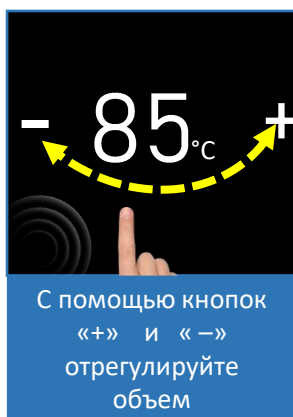 - 85°C +
С помощью кнопок
«+» и «–»
отрегулируйте
объем